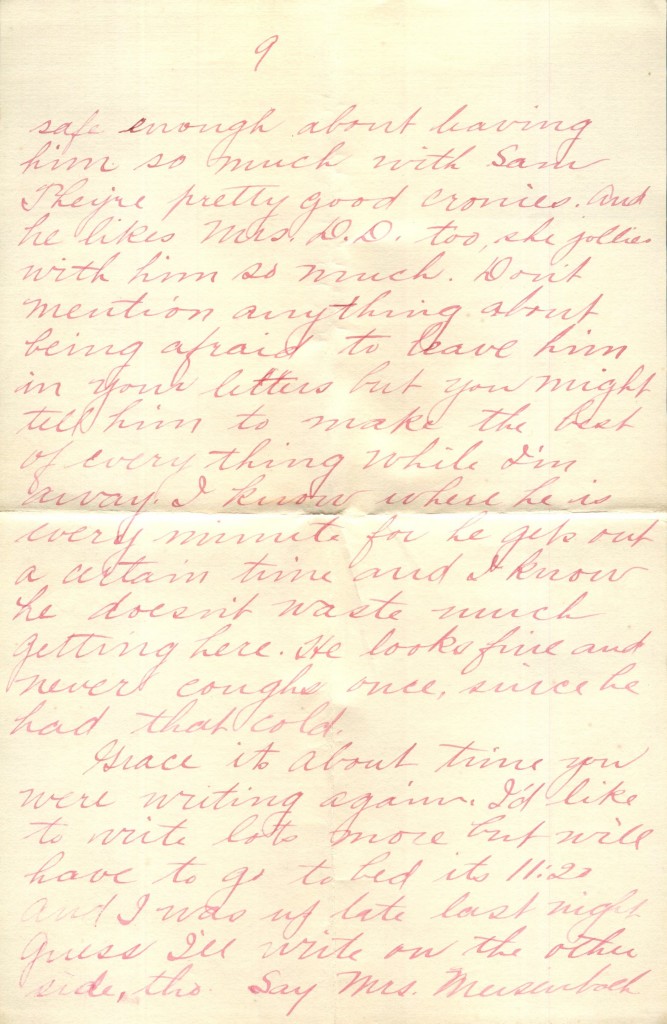 9
safe enough about leaving
him so much with Sam
They're pretty good cronies. And
he likes Mrs. D.D. too, she jollies
with him so much. Don't
mention anything about
being afraid to leave him
in your letters but you might
tell him to make the best
of every thing while I'm
away. I know where he is
every minute for he gets out
a certain time and I know
he doesn't waste much
getting here. He looks fine and
never coughs once, since he
had that cold.
Grace its about time you
were writing again. I'd like
to write lots more but will
have to go to bed its 11:20
And I was up late last night
Guess I'll write on the other
side, tho. Say Mrs. Meisenbach